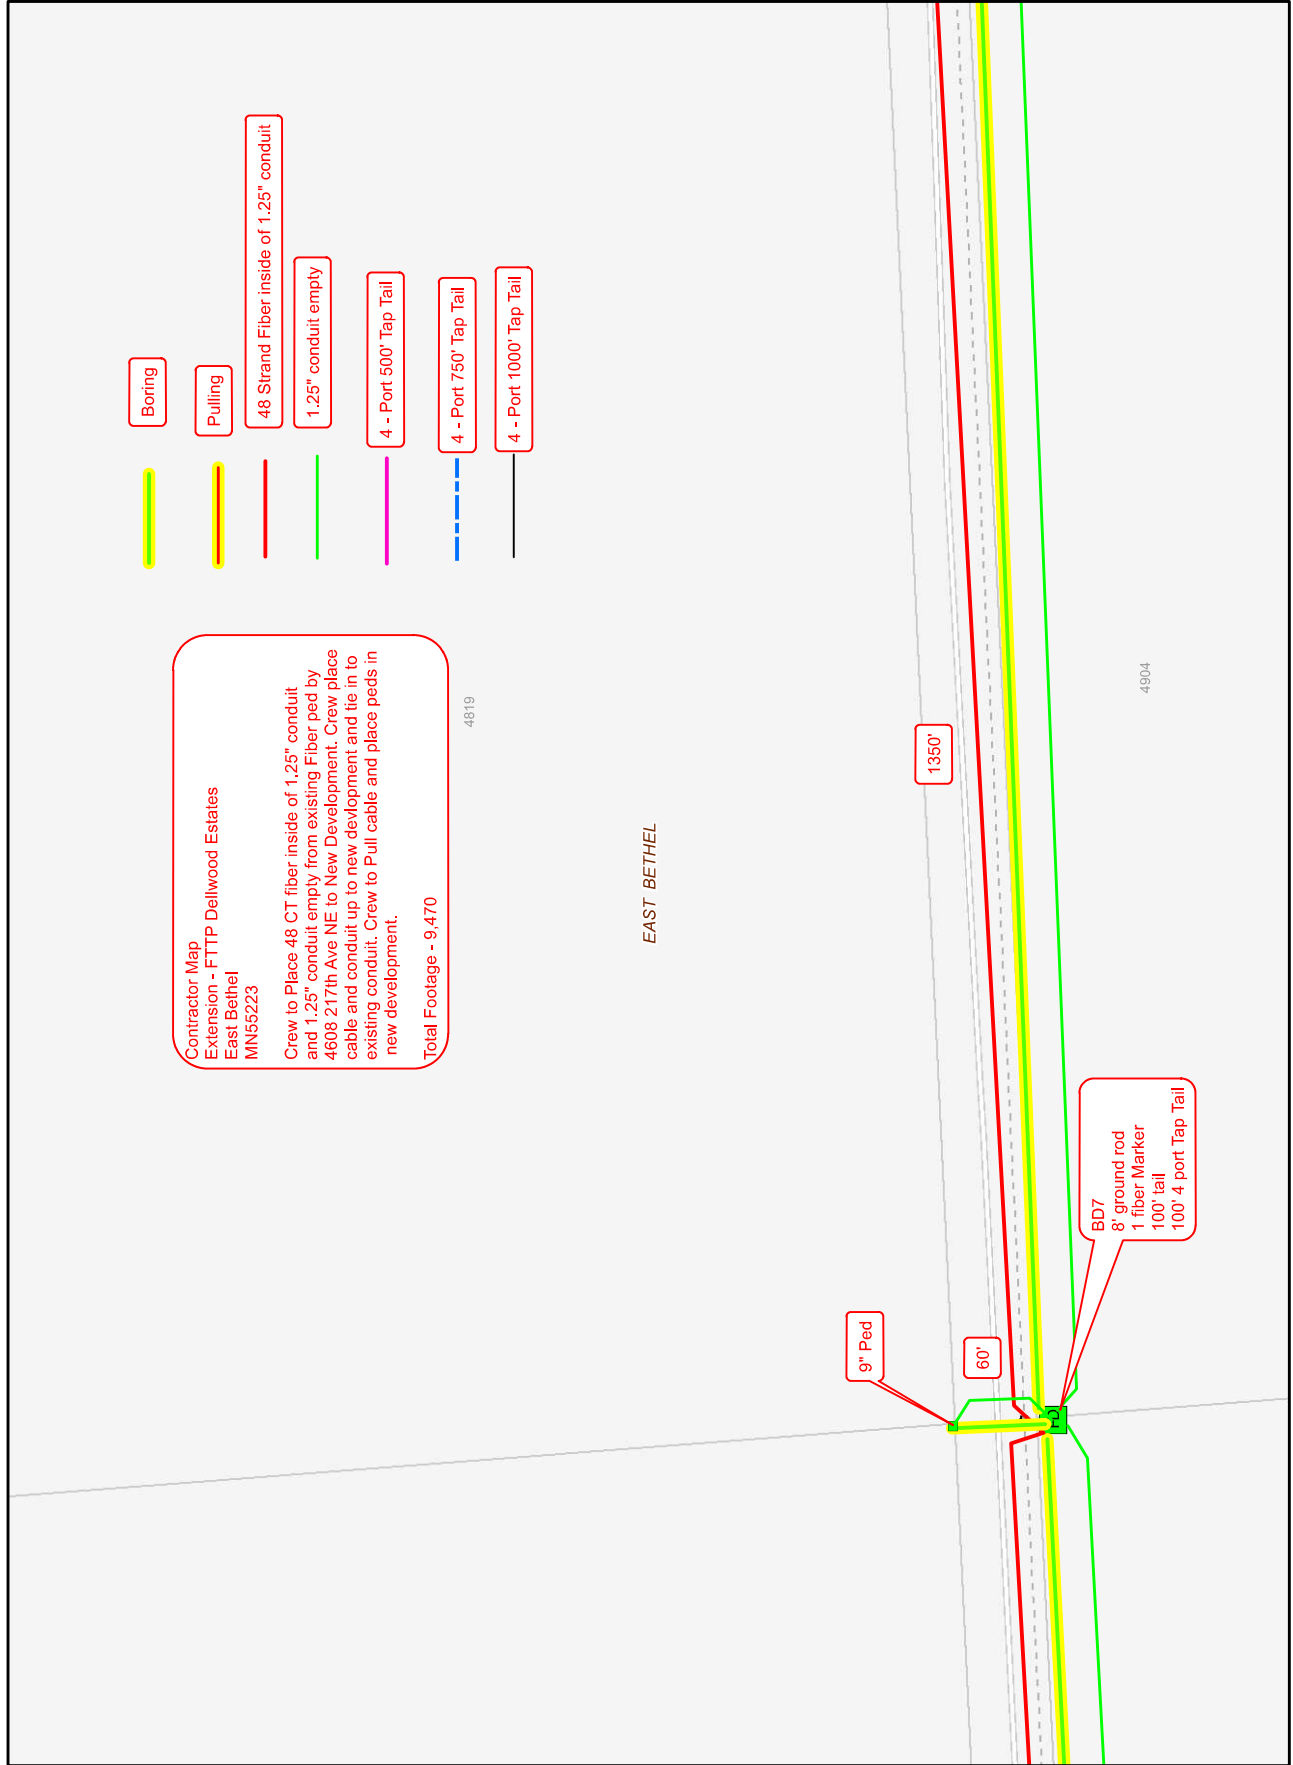 Contractor Map
Extension - FTTP Dellwood Estates
East Bethel
MN55223
Crew to Place 48 CT fiber inside of 1.25" conduit
and 1.25" conduit empty from existing Fiber ped by
4608 217th Ave NE to New Development. Crew place
cable and conduit up to new devlopment and tie in to
existing conduit. Crew to Pull cable and place peds in
new development.
Total Footage - 9,470
Boring
Pulling
48 Strand Fiber inside of 1.25" conduit
1.25" conduit empty
4 - Port 500' Tap Tail
4 - Port 750' Tap Tail
4 - Port 1000' Tap Tail
4819
EAST BETHEL
1350'
4904
9" Ped
60'
BD7
8' ground rod
1 fiber Marker
100' tail
100' 4 port Tap Tail